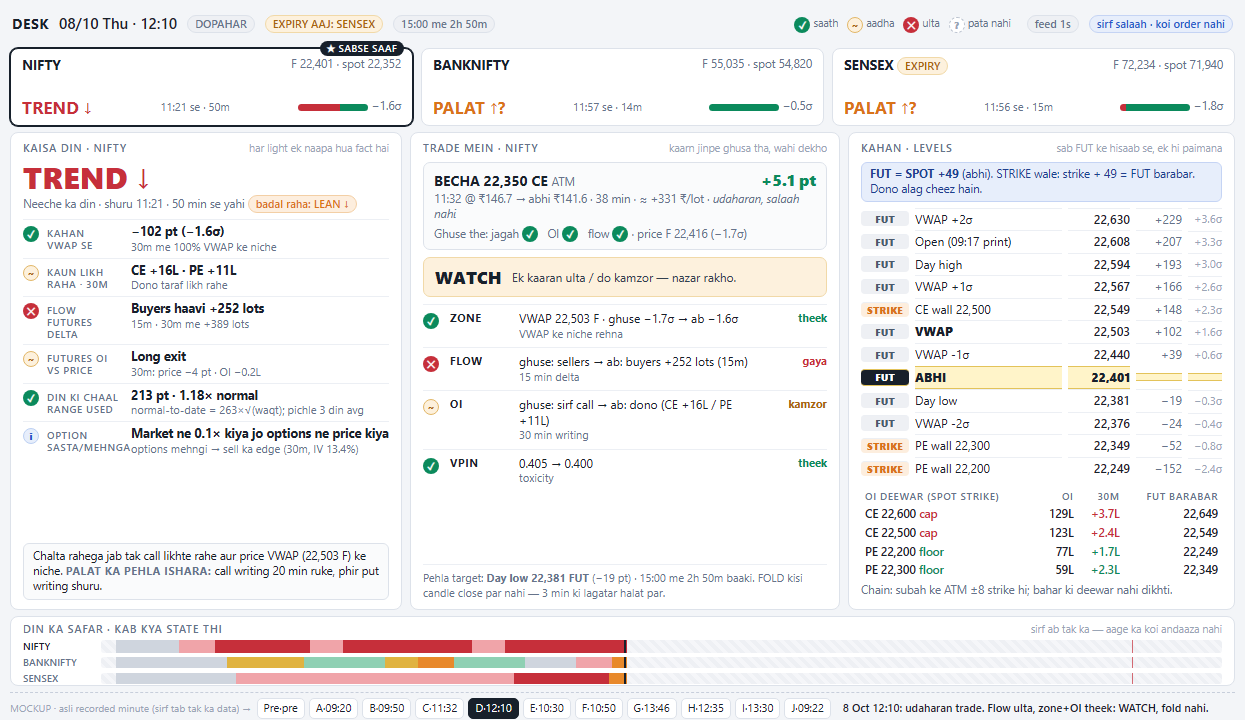 DESK 08/10 Thu · 12:10 DOPAHAR EXPIRY AAJ: SENSEX 15:00 me 2h 50m
✓ saath ~ aadha ✕ ulta ? pata nahi feed 1s sirf salaah · koi order nahi
★ SABSE SAAF
NIFTY F 22,401 · spot 22,352
TREND ↓ 11:21 se · 50m −1.6σ
BANKNIFTY F 55,035 · spot 54,820
PALAT ↑? 11:57 se · 14m −0.5σ
SENSEX EXPIRY F 72,234 · spot 71,940
PALAT ↑? 11:56 se · 15m −1.8σ
KAISA DIN · NIFTY har light ek naapa hua fact hai
TREND ↓
Neeche ka din · shuru 11:21 · 50 min se yahi badal raha: LEAN ↓
✓ KAHAN −102 pt (−1.6σ)
VWAP SE 30m me 100% VWAP ke niche
~ KAUN LIKH CE +16L · PE +11L
RAHA · 30M Dono taraf likh rahe
✕ FLOW Buyers haavi +252 lots
FUTURES 15m · 30m me +389 lots
DELTA
~ FUTURES OI Long exit
VS PRICE 30m: price −4 pt · OI −0.2L
✓ DIN KI CHAAL 213 pt · 1.18× normal
RANGE USED normal-to-date = 263×√(waqt); pichle 3 din avg
i OPTION Market ne 0.1× kiya jo options ne price kiya
SASTA/MEHNGA options mehngi → sell ka edge (30m, IV 13.4%)
Chalta rahega jab tak call likhte rahe aur price VWAP (22,503 F) ke
niche. PALAT KA PEHLA ISHARA: call writing 20 min ruke, phir put
writing shuru.
TRADE MEIN · NIFTY kaam jinpe ghusa tha, wahi dekho
BECHA 22,350 CE ATM +5.1 pt
11:32 @ ₹146.7 → abhi ₹141.6 · 38 min · ≈ +331 ₹/lot · udaharan, salaah
nahi
Ghuse the: jagah ✓ OI ✓ flow ✓ · price F 22,416 (−1.7σ)
WATCH Ek kaaran ulta / do kamzor — nazar rakho.
✓ ZONE VWAP 22,503 F · ghuse −1.7σ → ab −1.6σ theek
VWAP ke niche rehna
✕ FLOW ghuse: sellers → ab: buyers +252 lots (15m) gaya
15 min delta
~ OI ghuse: sirf call → ab: dono (CE +16L / PE kamzor
+11L)
30 min writing
✓ VPIN 0.405 → 0.400 theek
toxicity
Pehla target: Day low 22,381 FUT (−19 pt) · 15:00 me 2h 50m baaki. FOLD kisi
candle close par nahi — 3 min ki lagatar halat par.
KAHAN · LEVELS sab FUT ke hisaab se, ek hi paimana
FUT = SPOT +49 (abhi). STRIKE wale: strike + 49 = FUT barabar.
Dono alag cheez hain.
FUT VWAP +2σ 22,630 +229 +3.6σ
FUT Open (09:17 print) 22,608 +207 +3.3σ
FUT Day high 22,594 +193 +3.0σ
FUT VWAP +1σ 22,567 +166 +2.6σ
STRIKE CE wall 22,500 22,549 +148 +2.3σ
FUT VWAP 22,503 +102 +1.6σ
FUT VWAP -1σ 22,440 +39 +0.6σ
FUT ABHI 22,401
FUT Day low 22,381 −19 −0.3σ
FUT VWAP -2σ 22,376 −24 −0.4σ
STRIKE PE wall 22,300 22,349 −52 −0.8σ
STRIKE PE wall 22,200 22,249 −152 −2.4σ
OI DEEWAR (SPOT STRIKE) OI 30M FUT BARABAR
CE 22,600 cap 129L +3.7L 22,649
CE 22,500 cap 123L +2.4L 22,549
PE 22,200 floor 77L +1.7L 22,249
PE 22,300 floor 59L +2.3L 22,349
Chain: subah ke ATM ±8 strike hi; bahar ki deewar nahi dikhti.
DIN KA SAFAR · KAB KYA STATE THI sirf ab tak ka — aage ka koi andaaza nahi
NIFTY
BANKNIFTY
SENSEX
MOCKUP · asli recorded minute (sirf tab tak ka data) → Pre·pre A·09:20 B·09:50 C·11:32 D·12:10 E·10:30 F·10:50 G·13:46 H·12:35 I·13:30 J·09:22 8 Oct 12:10: udaharan trade. Flow ulta, zone+OI theek: WATCH, fold nahi.